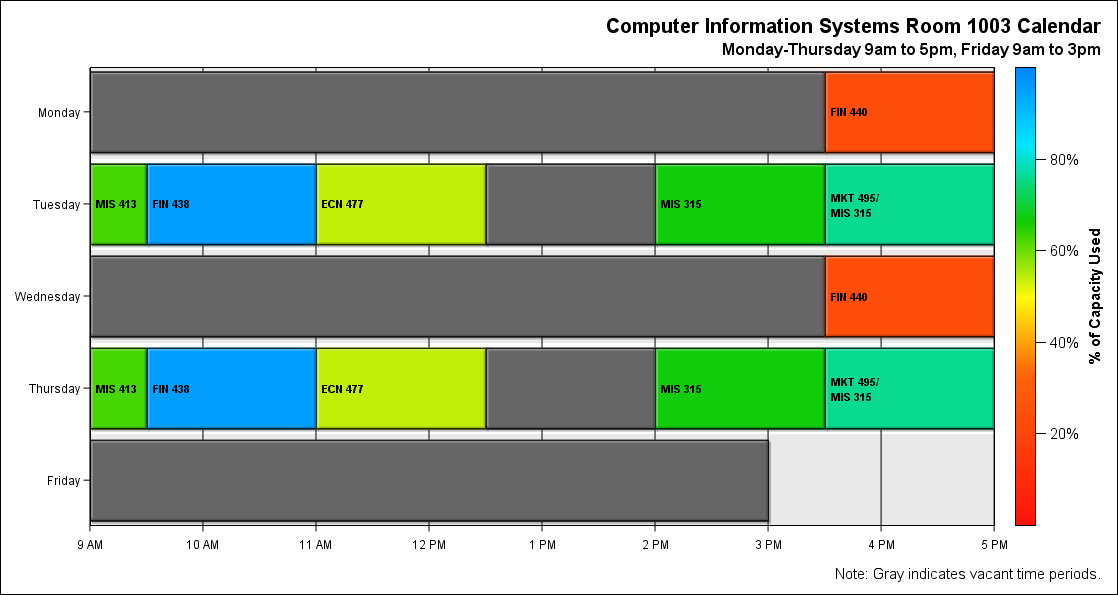 Computer Information Systems Room 1003 Calendar
Monday-Thursday 9am to 5pm, Friday 9am to 3pm
Monday
FIN 440
Tuesday
MIS 413
FIN 438
ECN 477
MIS 315
MKT 495/
MIS 315
Wednesday
FIN 440
Thursday
MIS 413
FIN 438
ECN 477
MIS 315
MKT 495/
MIS 315
Friday
9 AM
10 AM
11 AM
12 PM
1 PM
2 PM
3 PM
4 PM
5 PM
80%
60%
40%
20%
% of Capacity Used
Note: Gray indicates vacant time periods.